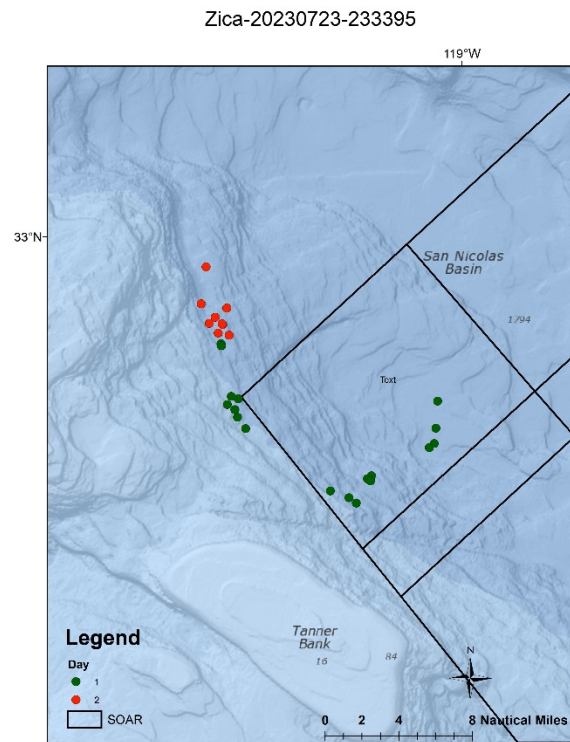 Zica-20230723-233395
119°W
33°N
San Nicolas
Basin
1794
Text
Tanner
Bank
16
84
Legend
Day
1
2
SOAR
N
0 2 4 8 Nautical Miles